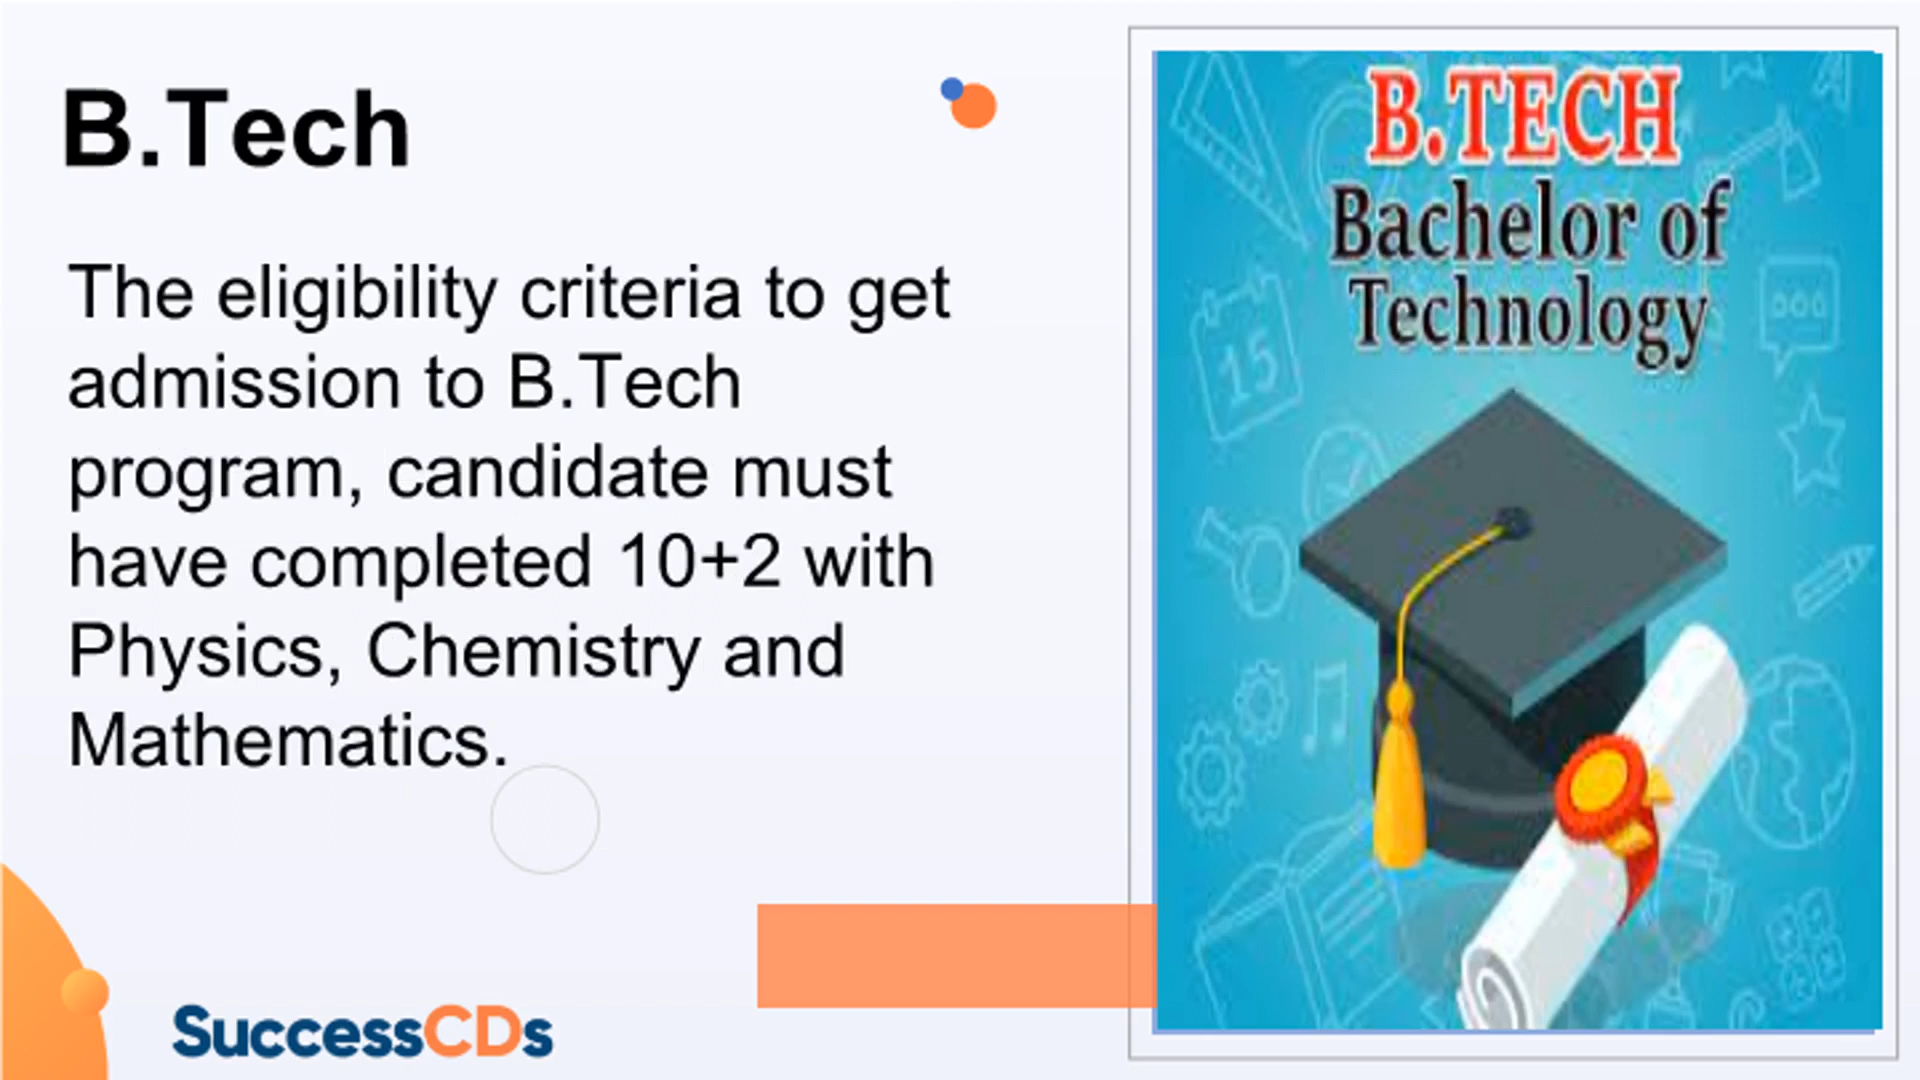 B.Tech
The eligibility criteria to get
admission to B.Tech
program, candidate must
have completed 10+2 with
Physics, Chemistry and
Mathematics.
SuccessCDs
B.TECH
Bachelor of
Technology
15